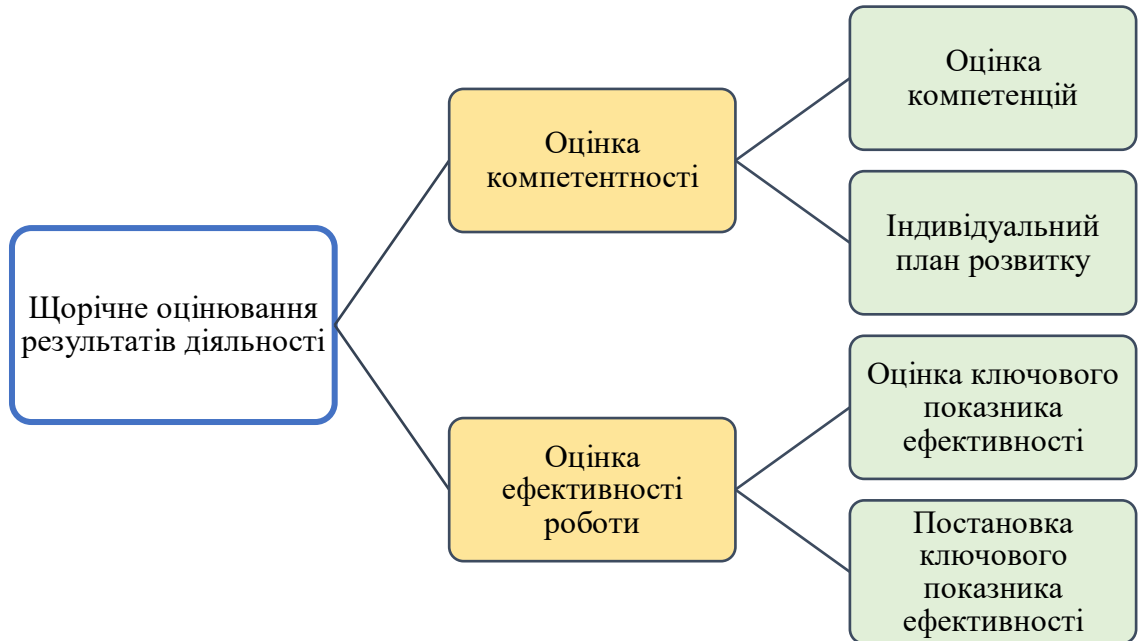 Щорічне оцінювання
результатів діяльності
Оцінка
компетентності
Оцінка
компетенцій
Індивідуальний
план розвитку
Оцінка
ефективності
роботи
Оцінка ключового
показника
ефективності
Постановка
ключового
показника
ефективності